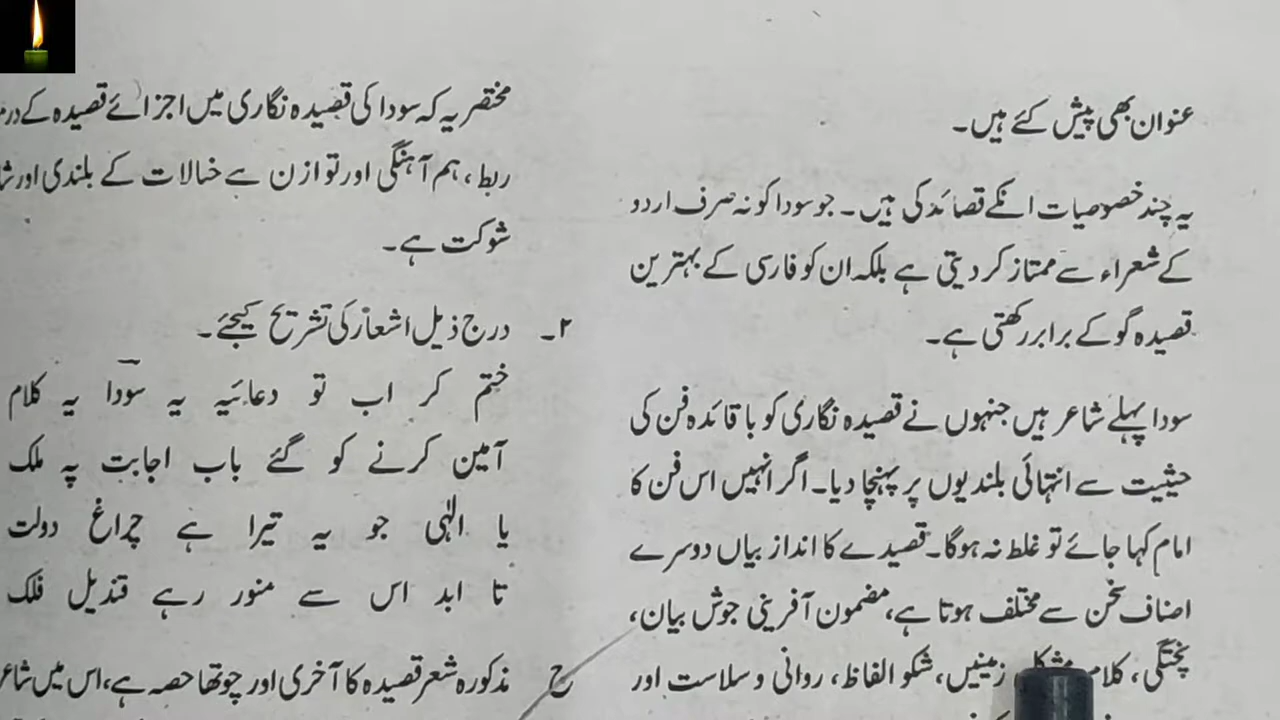 عنوان بھی پیش کئے ہیں۔
یہ چند خصوصیات انکے قصائد کی ہیں۔ جو سودا کو نہ صرف اردو
کے شعراء سے ممتاز کر دیتی ہے بلکہ ان کو فارسی کے بہترین
قصیدہ گو کے برابر رکھتی ہے۔
سودا پہلے شاعر ہیں جنہوں نے قصیدہ نگاری کو باقائدہ فن کی
حیثیت سے انتہائی بلندیوں پر پہنچا دیا۔ اگر انہیں اس فن کا
امام کہا جائے تو غلط نہ ہوگا۔ قصیدے کا انداز بیاں دوسرے
اصناف سخن سے مختلف ہوتا ہے، مضمون آفرینی جوش بیان،
پختگی، زمینیں، شکو الفاظ، روانی و سلاست اور
مختصر یہ کہ سودا کی قصیدہ نگاری میں اجزائے قصیدہ کے
ربط، ہم آہنگی اور توازن ہے خالات کے بلندی اور
شوکت ہے۔
۲۔ درج ذیل اشعار کی تشریح کیجئے۔
ختم کر اب تو دعائیہ یہ سودا یہ کلام
آمین کرنے کو گئے باب اجابت پہ ملک
یا الٰہی جو یہ تیرا ہے چراغ دولت
تا ابد اس سے منور رہے قندیل فلک
ج مذکورہ شعر قصیدہ کا آخری اور چوتھا حصہ ہے، اس میں